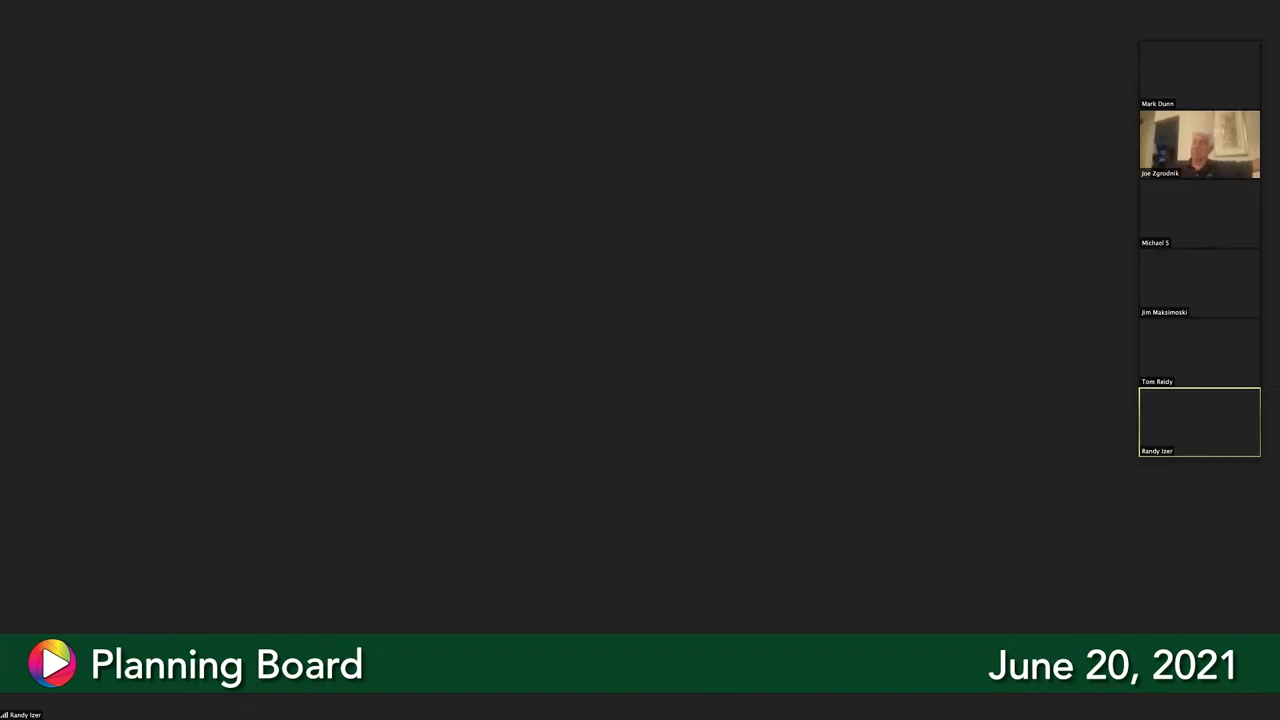 Mark Dunn
Joe Zgrodnik
Michael S
Jim Maksimoski
Tom Reidy
Randy Izer
Planning Board
June 20, 2021
Randy Izer